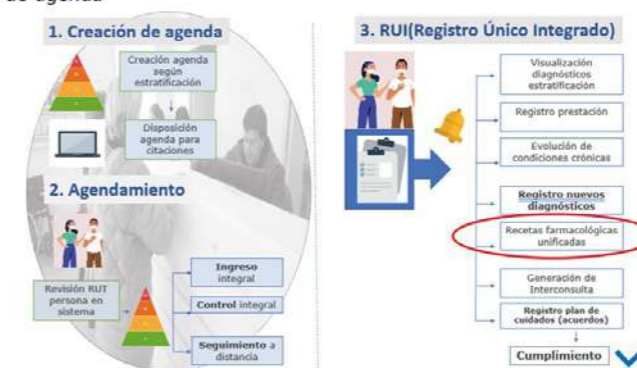 de agenda
1. Creación de agenda
Creación agenda
según
estratificación
Disposición
agenda para
citaciones
2. Agendamiento
Revisión RUT
persona en
sistema
Ingreso
integral
Control integral
Seguimiento a
distancia
3. RUI(Registro Único Integrado)
Visualización
diagnósticos
estratificación
Registro prestación
Evolución de
condiciones crónicas
Registro nuevos
diagnósticos
Recetas farmacológicas
unificadas
Generación de
Interconsulta
Registro plan de
cuidados (acuerdos)
Cumplimiento